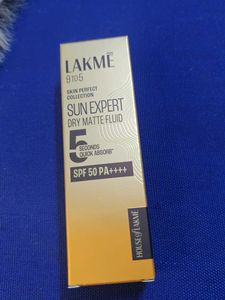 LAKMĒ
9to5
SKIN PERFECT
COLLECTION
SUN EXPERT
DRY MATTE FLUID
5
SECONDS
QUICK ABSORB*
SPF 50 PA++++
HOUSE of LAKMĒ